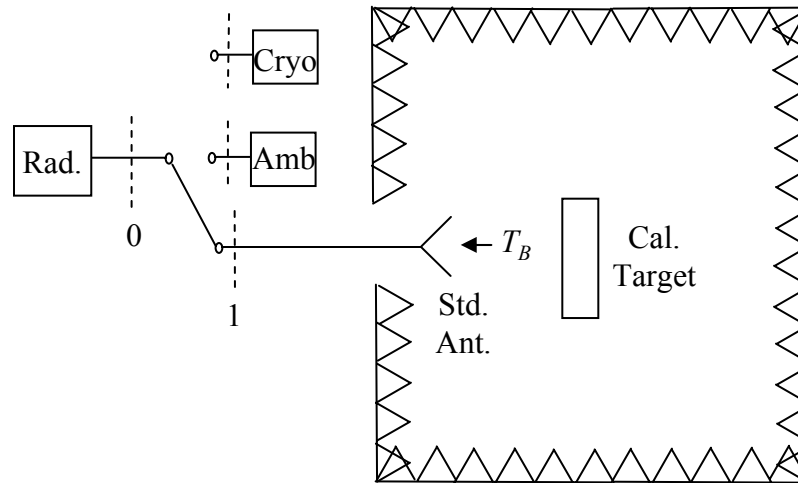 Cryo
Rad.
Amb
0
T_B
Cal.
Target
1
Std.
Ant.